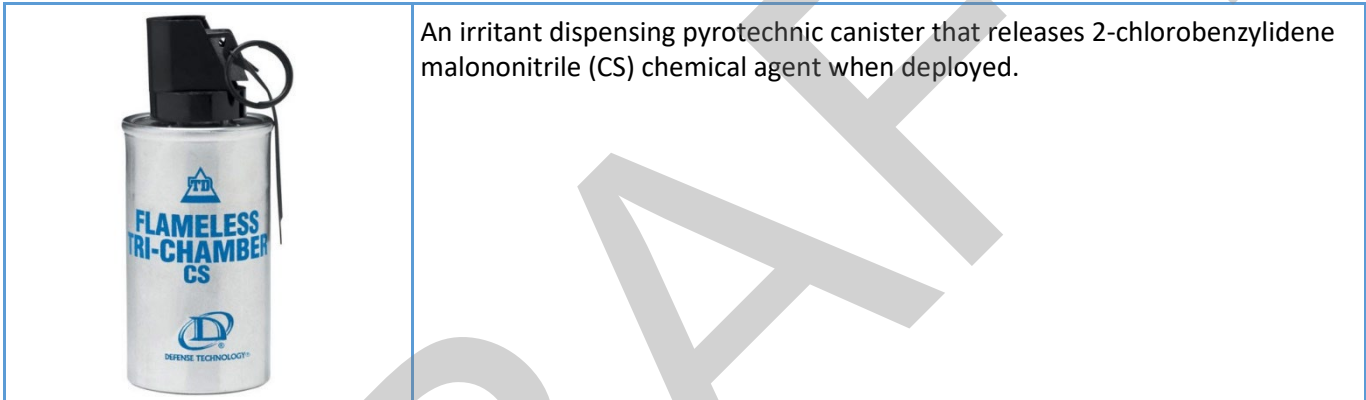 An irritant dispensing pyrotechnic canister that releases 2-chlorobenzylidene
malononitrile (CS) chemical agent when deployed.
TD
FLAMELESS
TRI-CHAMBER
CS
D
DEFENSE TECHNOLOGY®